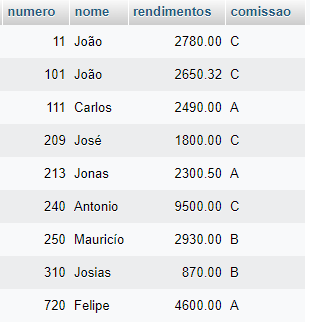 numero nome rendimentos comissao
11 João 2780.00 C
101 João 2650.32 C
111 Carlos 2490.00 A
209 José 1800.00 C
213 Jonas 2300.50 A
240 Antonio 9500.00 C
250 Mauricío 2930.00 B
310 Josias 870.00 B
720 Felipe 4600.00 A